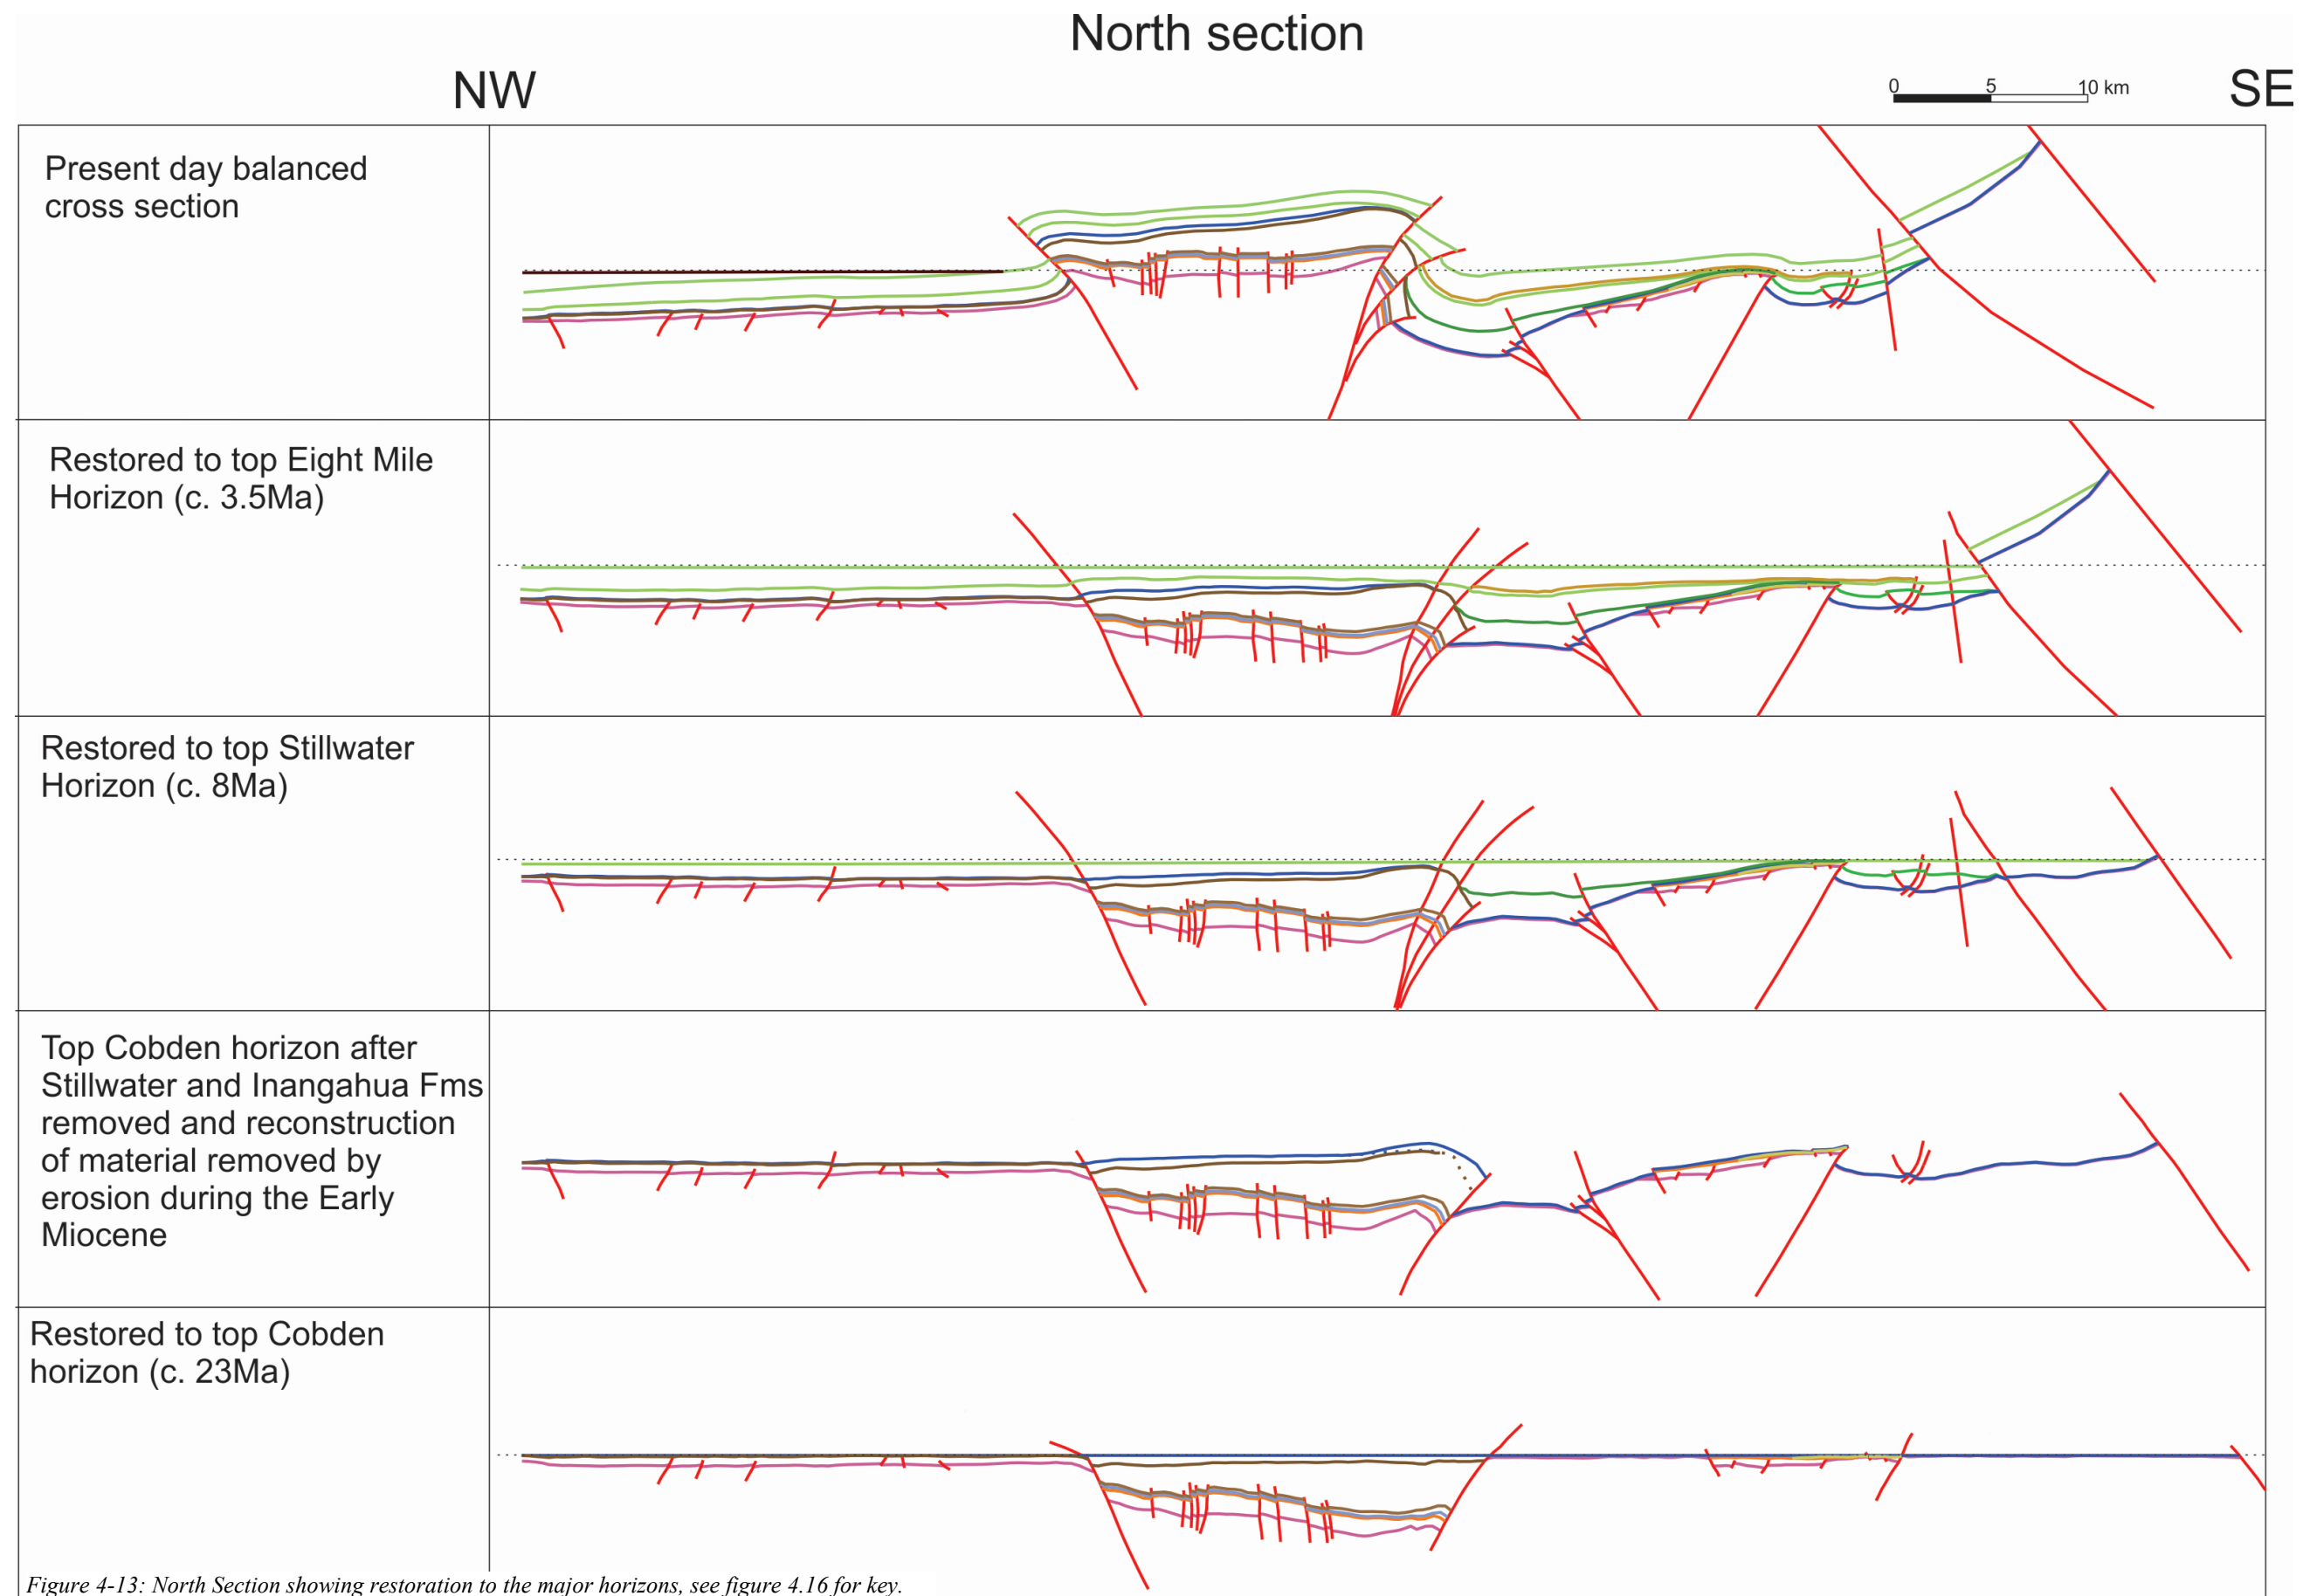 North section
NW
SE
0 5 10 km
Present day balanced
cross section
Restored to top Eight Mile
Horizon (c. 3.5Ma)
Restored to top Stillwater
Horizon (c. 8Ma)
Top Cobden horizon after
Stillwater and Inangahua Fms
removed and reconstruction
of material removed by
erosion during the Early
Miocene
Restored to top Cobden
horizon (c. 23Ma)
Figure 4-13: North Section showing restoration to the major horizons, see figure 4.16 for key.